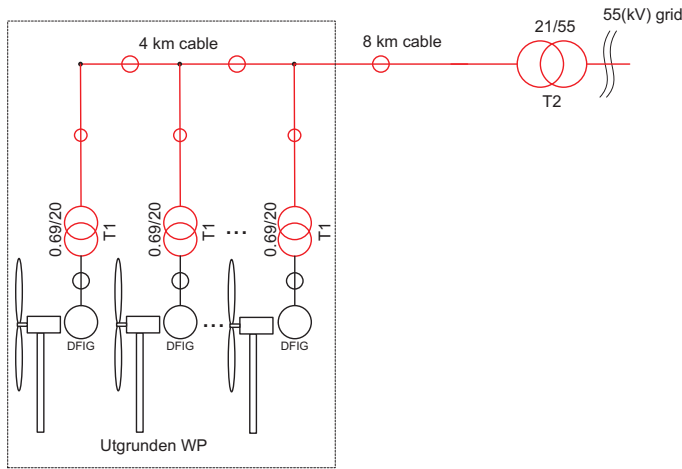 55(kV) grid
21/55
4 km cable
8 km cable
T2
0.69/20
T1
0.69/20
T1
...
0.69/20
T1
DFIG
DFIG
...
DFIG
Utgrunden WP